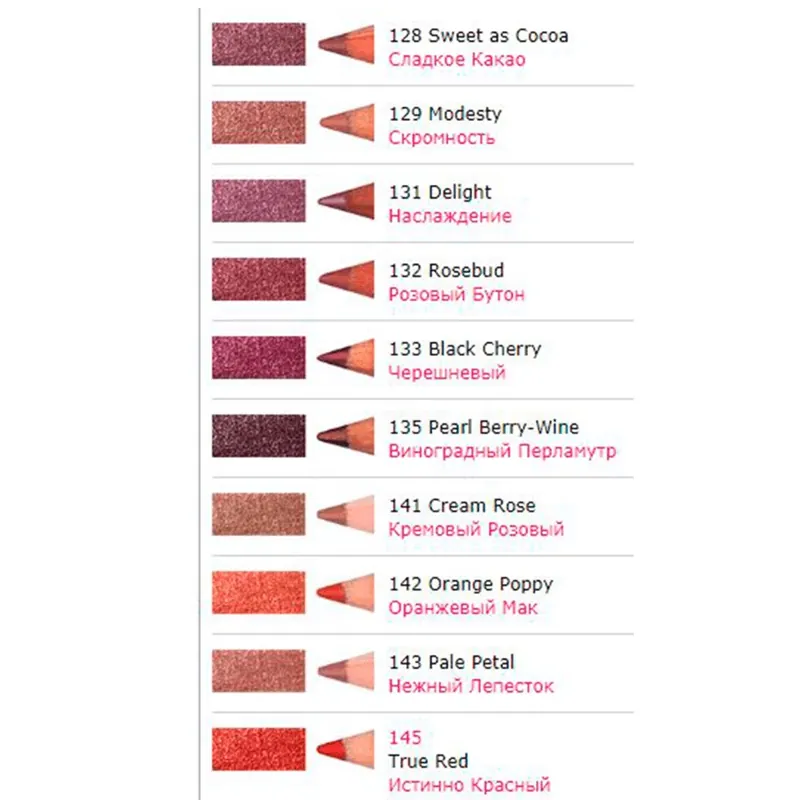 128 Sweet as Cocoa
Сладкое Какао
129 Modesty
Скромность
131 Delight
Наслаждение
132 Rosebud
Розовый Бутон
133 Black Cherry
Черешневый
135 Pearl Berry-Wine
Виноградный Перламутр
141 Cream Rose
Кремовый Розовый
142 Orange Poppy
Оранжевый Мак
143 Pale Petal
Нежный Лепесток
145
True Red
Истинно Красный